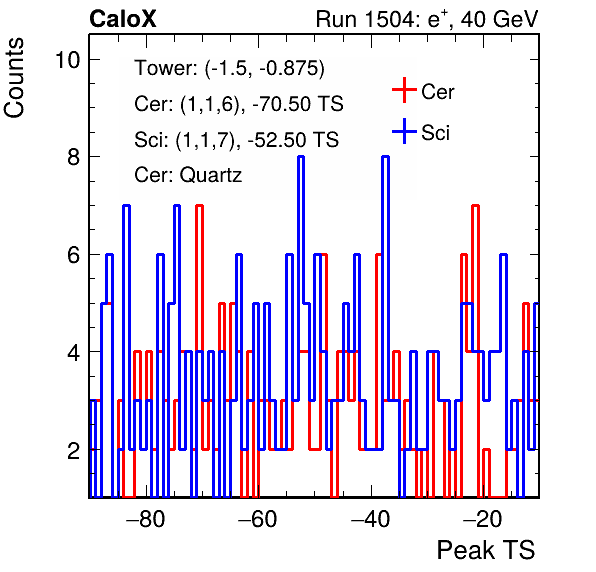 CaloX Run 1504: e⁺, 40 GeV
Counts
10
8
6
4
2
Tower: (-1.5, -0.875)
Cer: (1,1,6), -70.50 TS
Sci: (1,1,7), -52.50 TS
Cer: Quartz
Cer
Sci
−80 −60 −40 −20
Peak TS